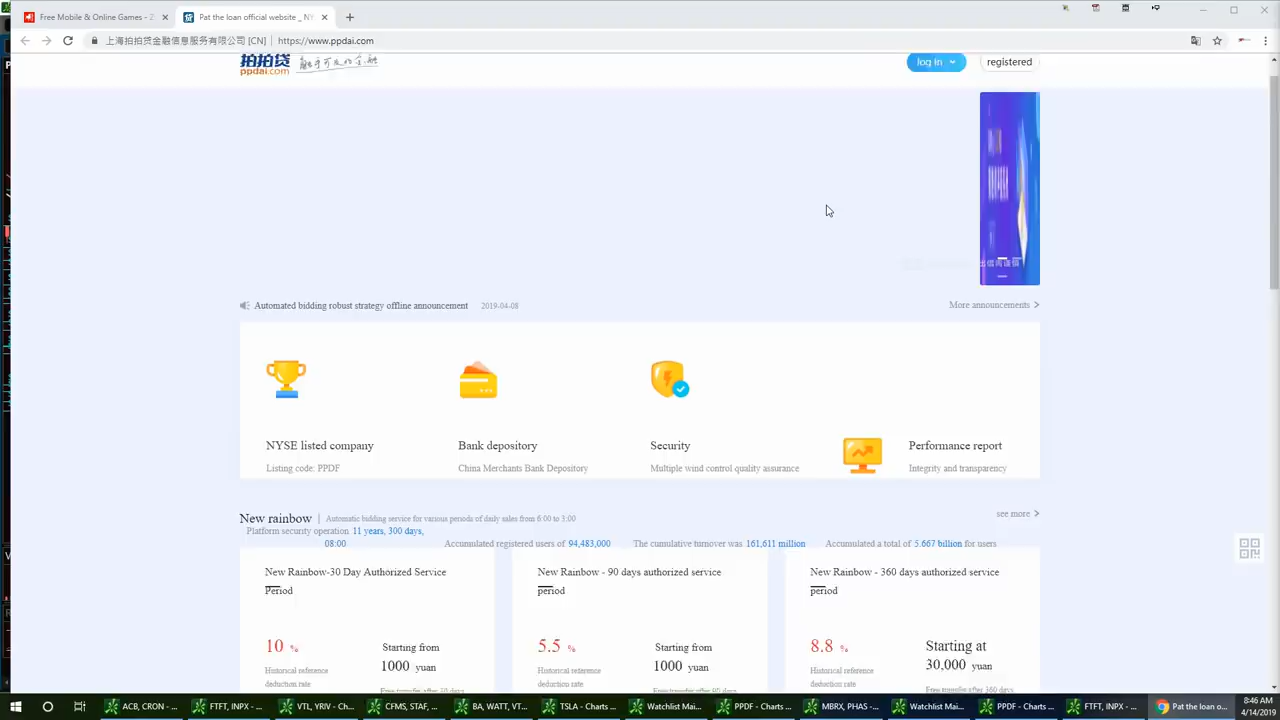 Free Mobile & Online Games - Z
Pat the loan official website _ NY
上海拍拍贷金融信息服务有限公司 [CN] | https://www.ppdai.com
拍拍贷
ppdai.com
log in
registered
Automated bidding robust strategy offline announcement 2019-04-08
More announcements >
NYSE listed company
Bank depository
Security
Performance report
Listing code: PPDF
China Merchants Bank Depository
Multiple wind control quality assurance
Integrity and transparency
New rainbow | Automatic bidding service for various periods of daily sales from 6:00 to 3:00
see more >
Platform security operation 11 years, 300 days,
08:00
Accumulated registered users of 94,483,000
The cumulative turnover was 161,611 million
Accumulated a total of 5.667 billion for users
New Rainbow-30 Day Authorized Service
Period
New Rainbow - 90 days authorized service
period
New Rainbow - 360 days authorized service
period
10 %
Starting from
1000 yuan
Historical reference
deduction rate
5.5 %
Starting from
1000 yuan
Historical reference
deduction rate
8.8 %
Starting at
30,000 yuan
Historical reference
deduction rate
Free transfer after 360 days
ACB, CRON - ...
FTFT, INPX - ...
VTL, YRIV - Ch...
CFMS, STAF, ...
BA, WATT, VT...
TSLA - Charts ...
Watchlist Mai...
PPDF - Charts ...
MBRX, PHAS - ...
Watchlist Mai...
PPDF - Charts ...
FTFT, INPX - ...
Pat the loan o...
8:46 AM
4/14/2019